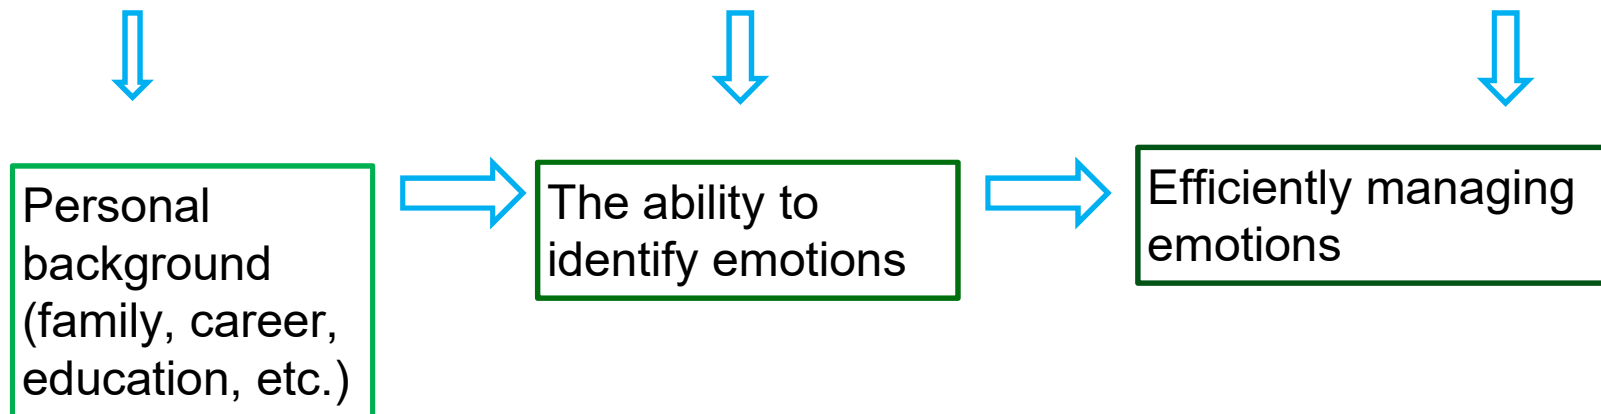 Personal
background
(family, career,
education, etc.)
The ability to
identify emotions
Efficiently managing
emotions